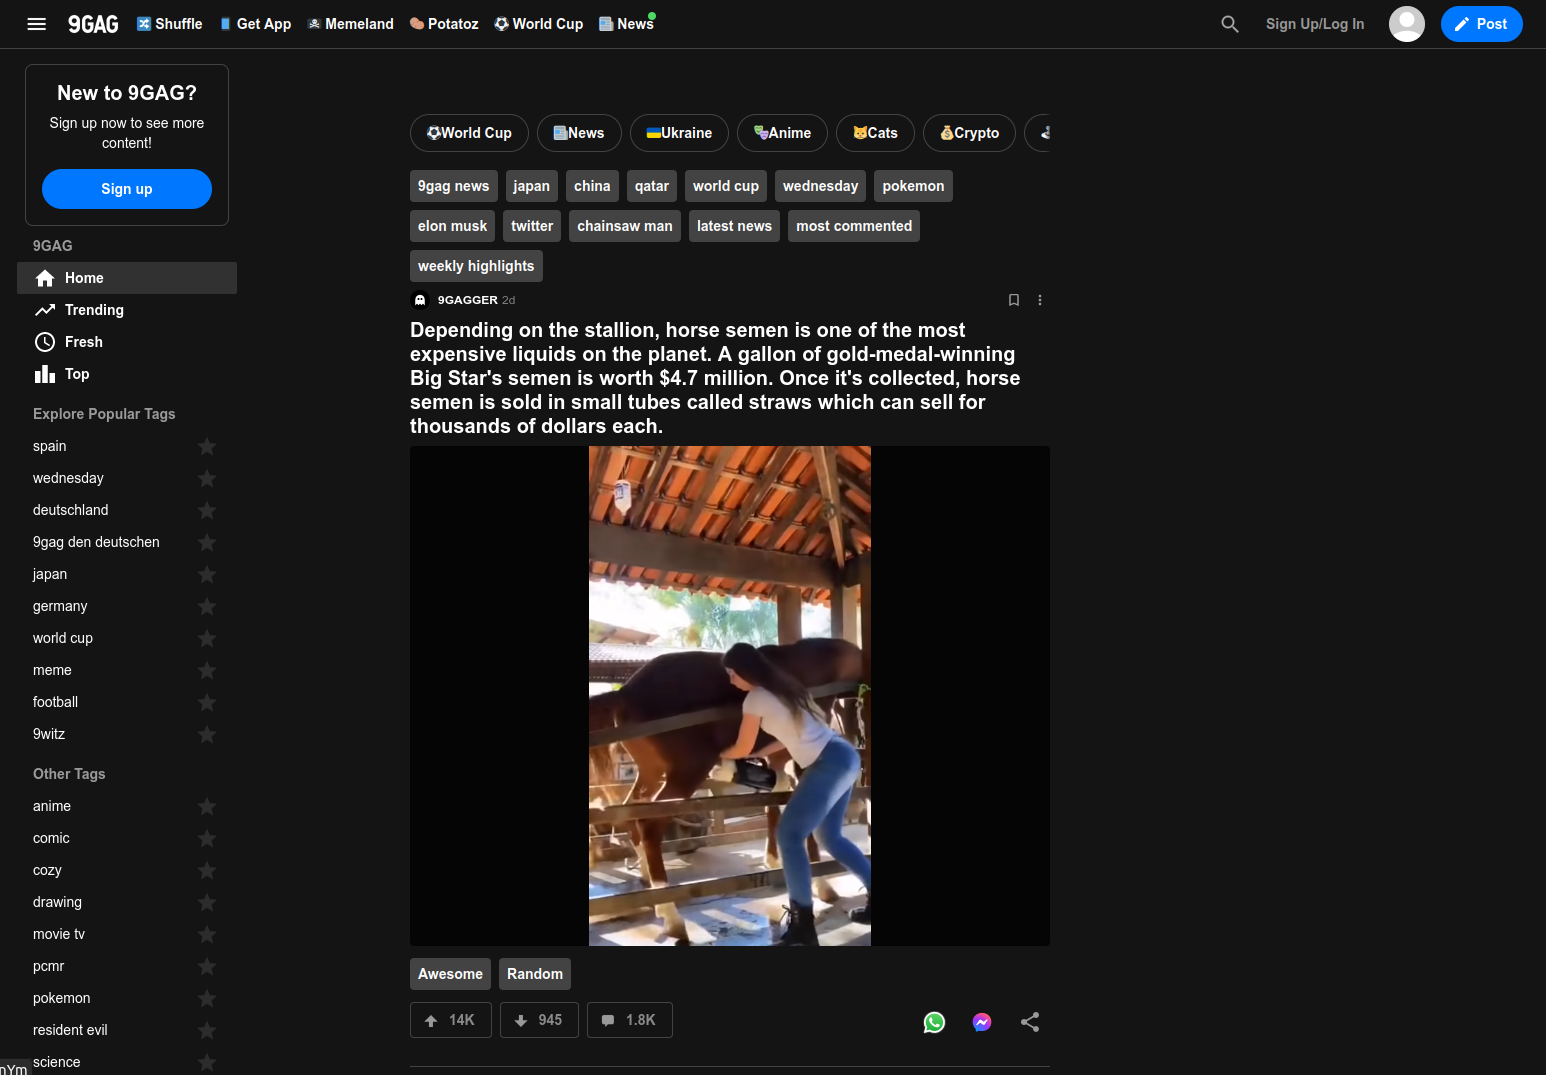 9GAG
Shuffle
Get App
Memeland
Potatoz
World Cup
News
Sign Up/Log In
Post
New to 9GAG?
Sign up now to see more
content!
Sign up
9GAG
Home
Trending
Fresh
Top
Explore Popular Tags
spain
wednesday
deutschland
9gag den deutschen
japan
germany
world cup
meme
football
9witz
Other Tags
anime
comic
cozy
drawing
movie tv
pcmr
pokemon
resident evil
science
nYm
World Cup
News
Ukraine
Anime
Cats
Crypto
9gag news
japan
china
qatar
world cup
wednesday
pokemon
elon musk
twitter
chainsaw man
latest news
most commented
weekly highlights
9GAGGER 2d
Depending on the stallion, horse semen is one of the most
expensive liquids on the planet. A gallon of gold-medal-winning
Big Star's semen is worth $4.7 million. Once it's collected, horse
semen is sold in small tubes called straws which can sell for
thousands of dollars each.
Awesome
Random
14K
945
1.8K